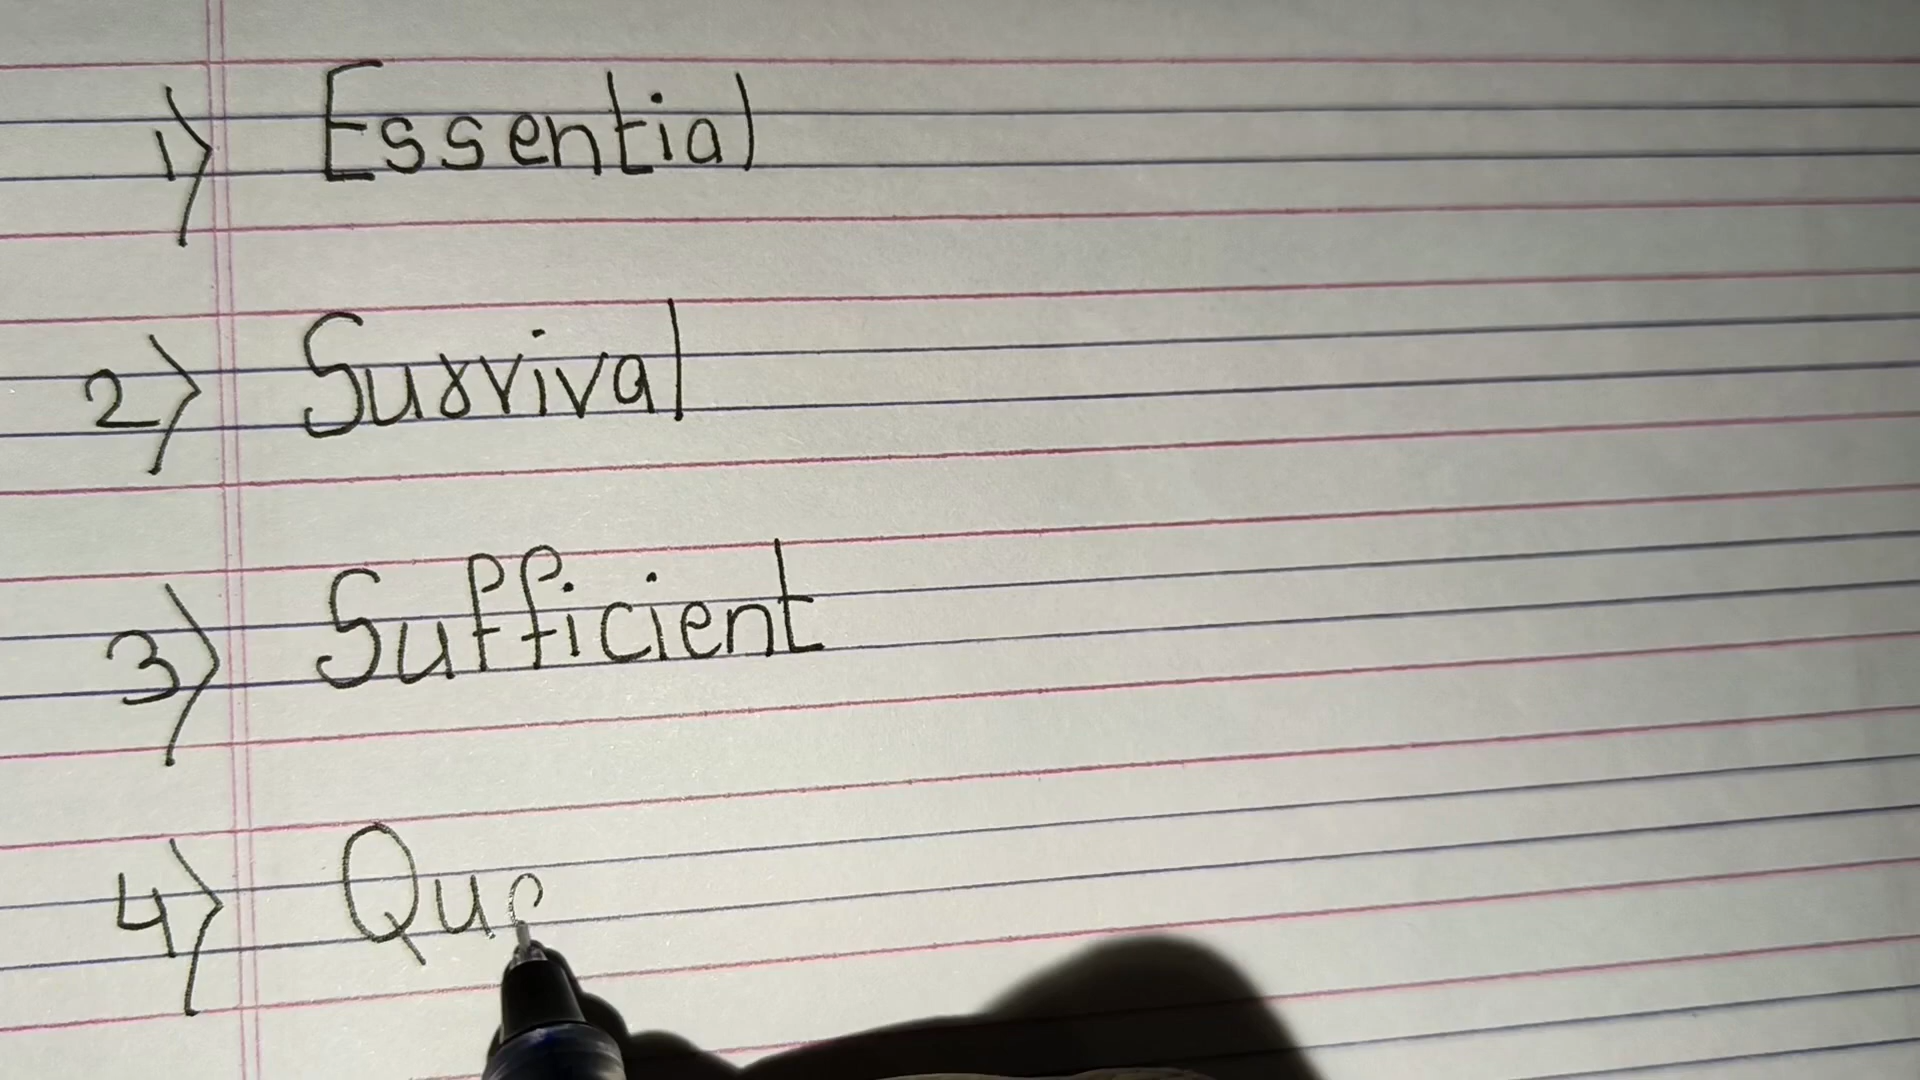 1) Essential
2) Survival
3) Sufficient
4) Qu